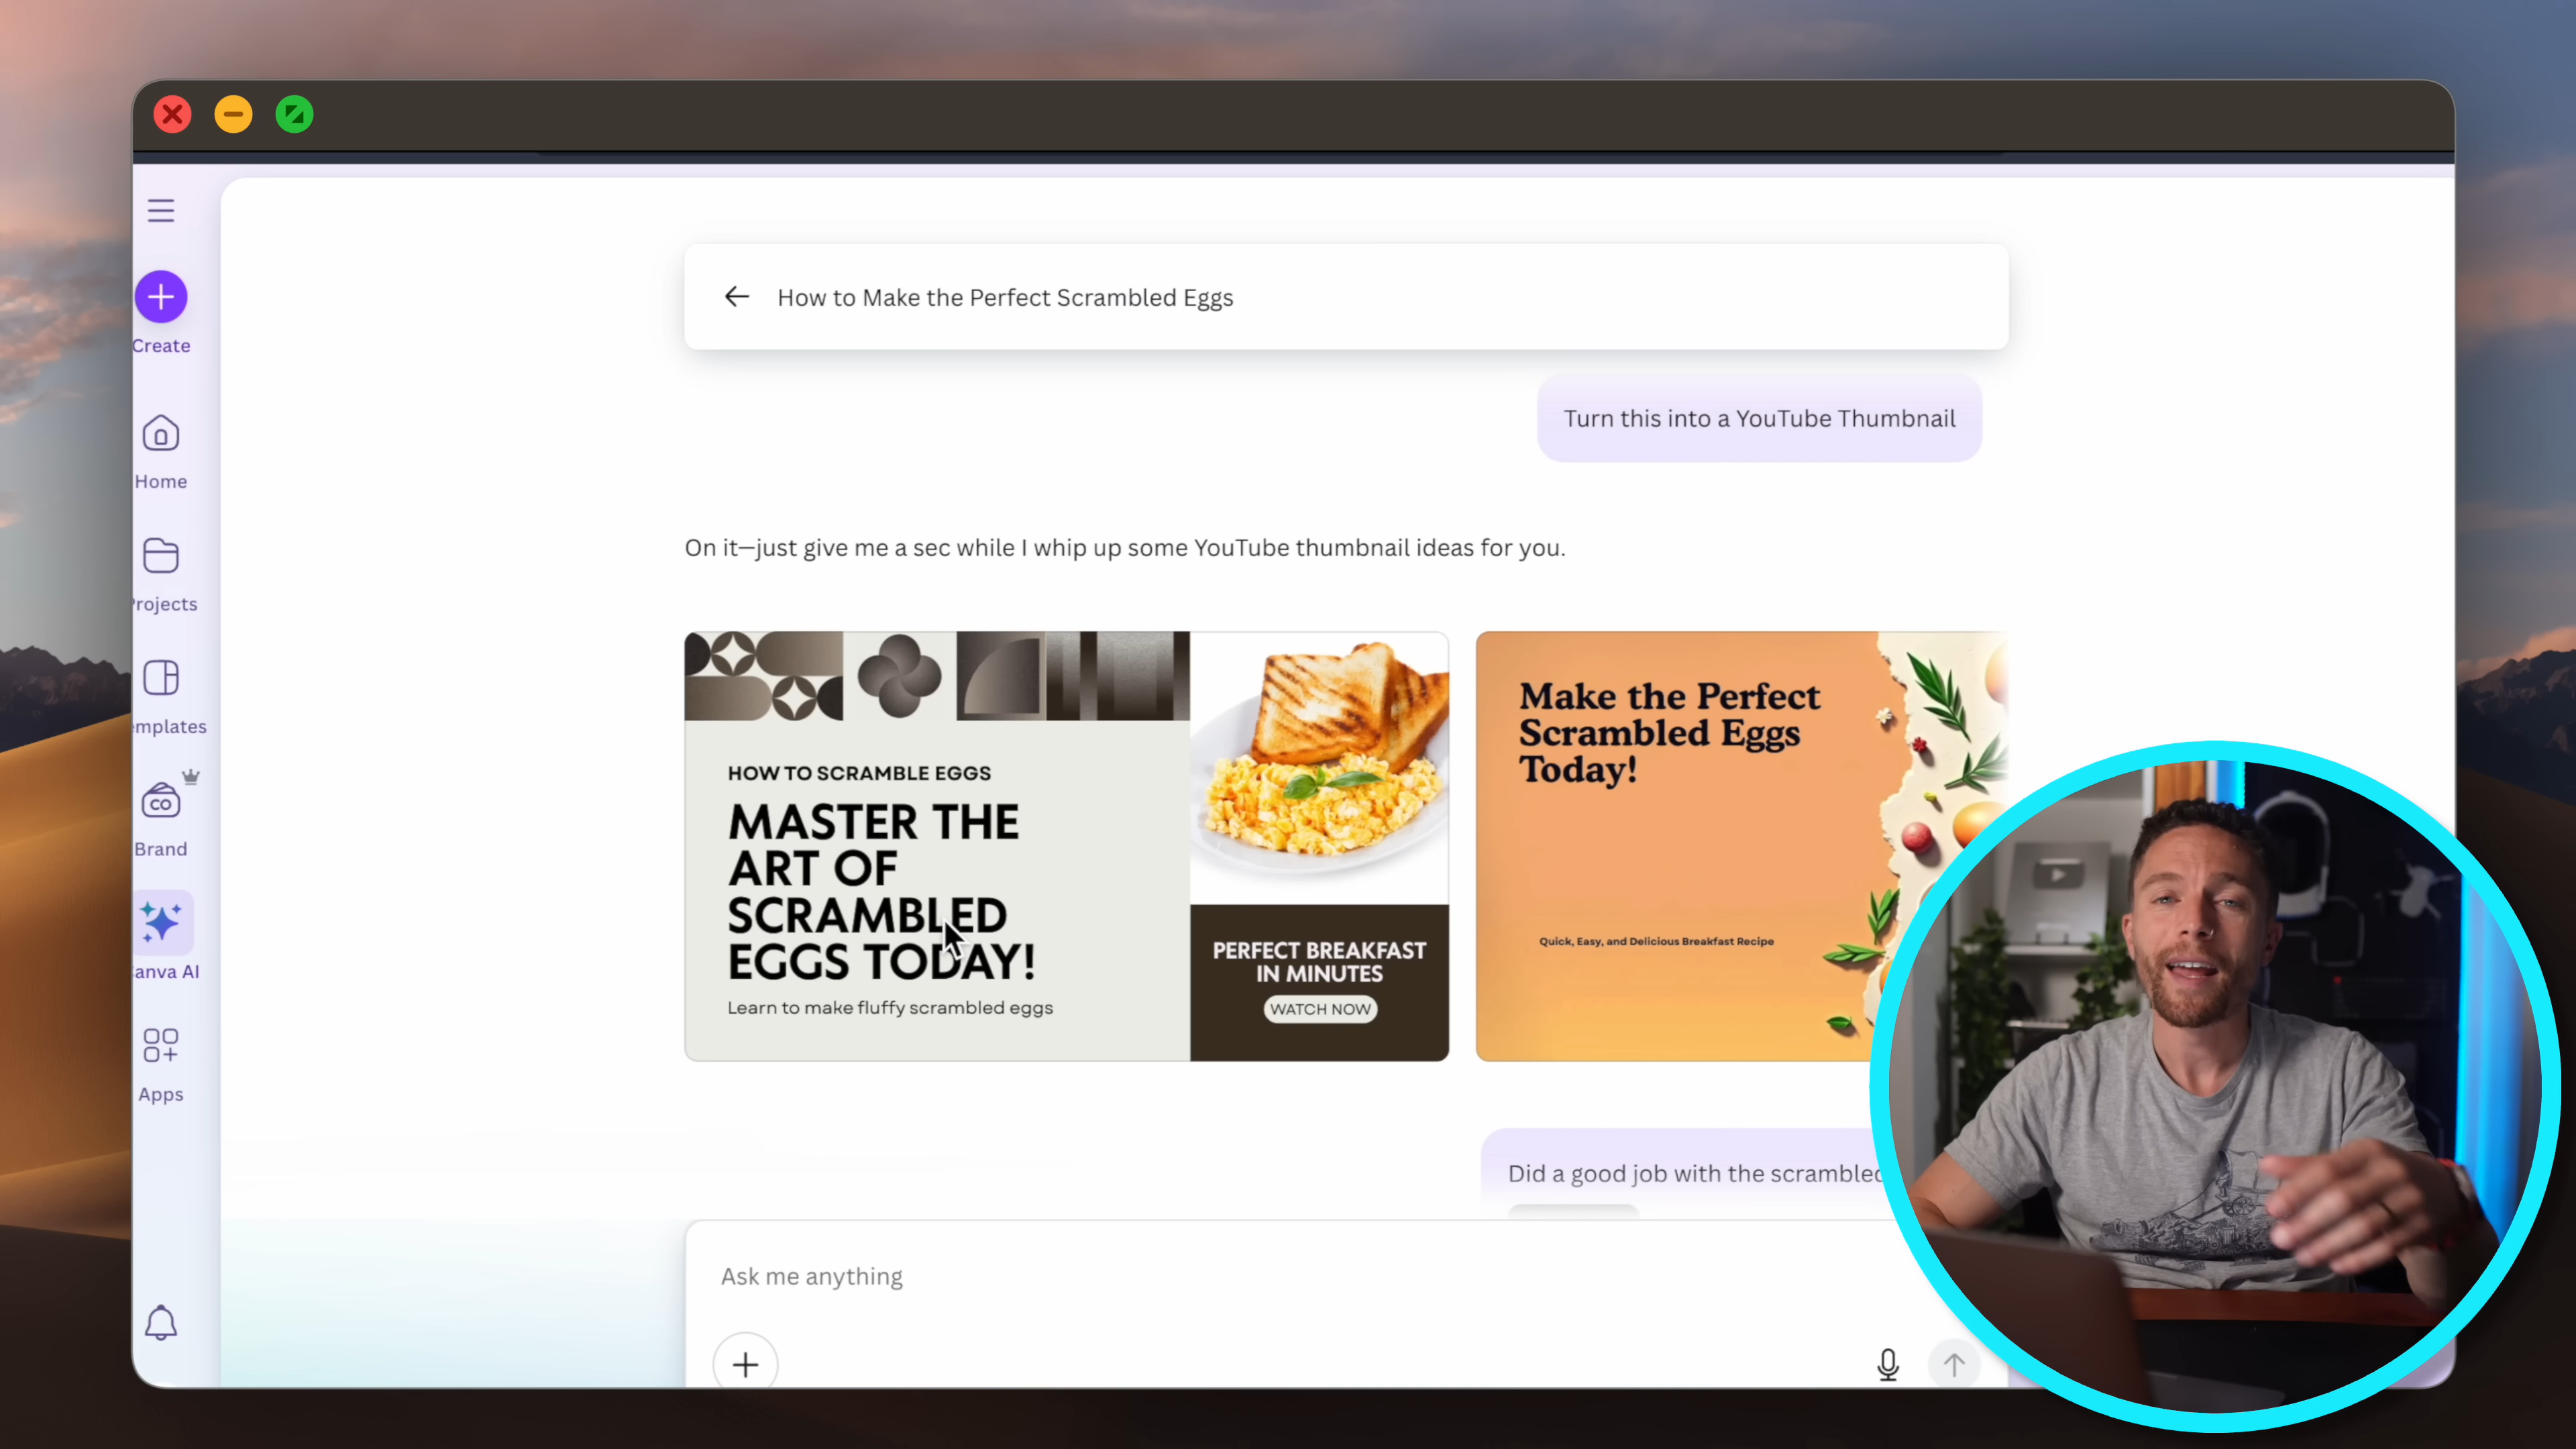 Create
Home
rojects
mplates
CO
Brand
anva AI
Apps
How to Make the Perfect Scrambled Eggs
Turn this into a YouTube Thumbnail
On it—just give me a sec while I whip up some YouTube thumbnail ideas for you.
HOW TO SCRAMBLE EGGS
MASTER THE
ART OF
SCRAMBLED
EGGS TODAY!
Learn to make fluffy scrambled eggs
PERFECT BREAKFAST
IN MINUTES
WATCH NOW
Make the Perfect
Scrambled Eggs
Today!
Quick, Easy, and Delicious Breakfast Recipe
Did a good job with the scrambled
Ask me anything